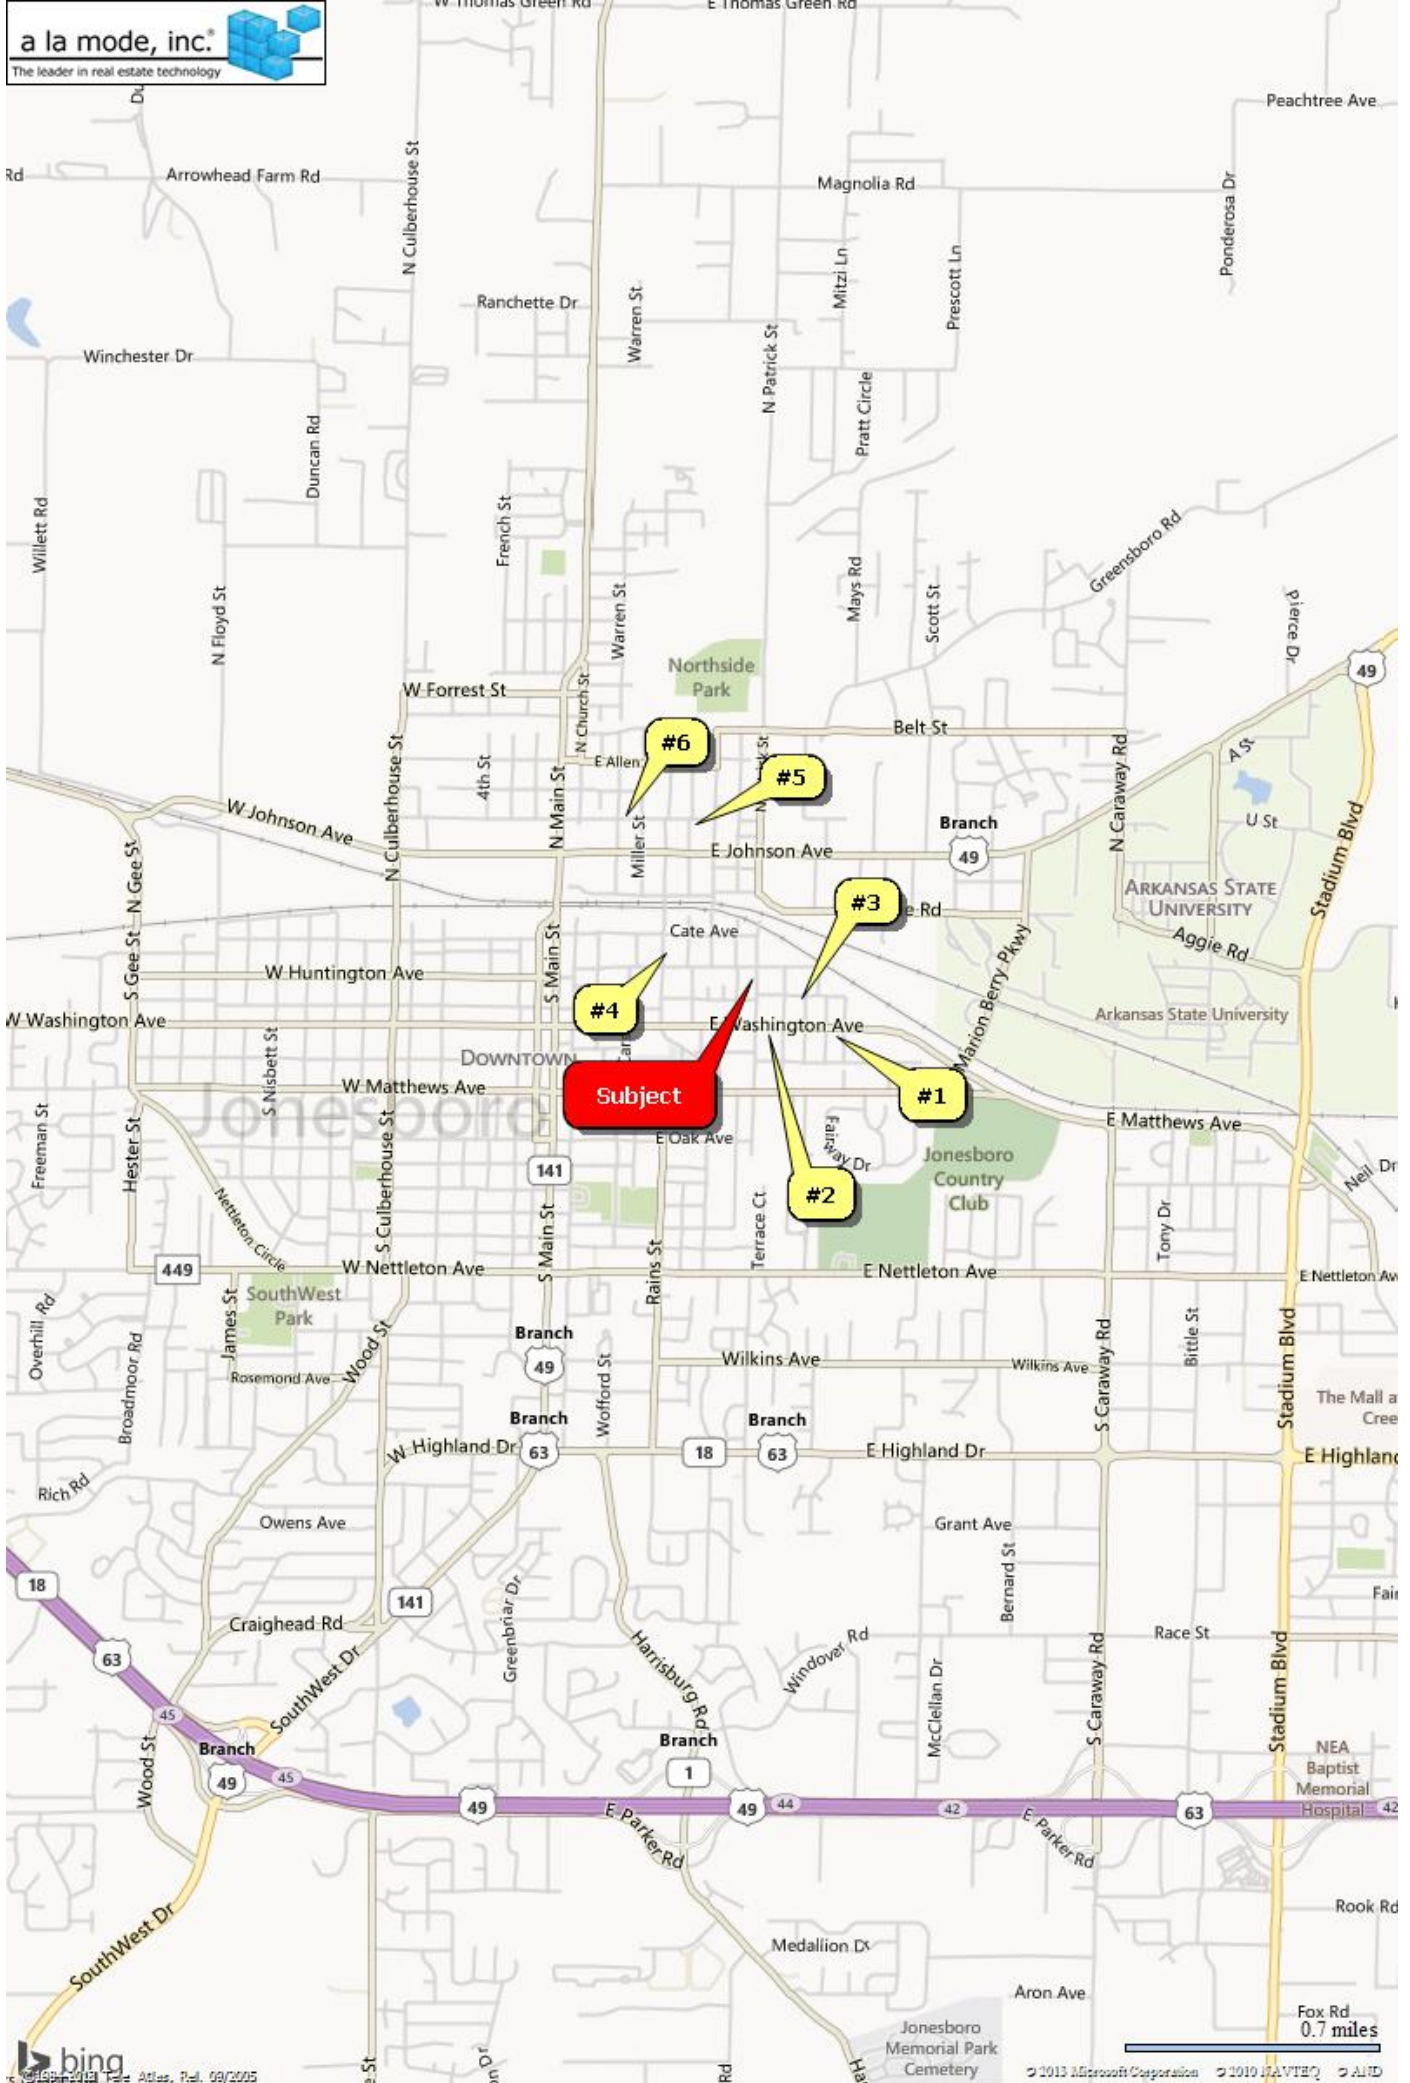 W Thomas Green Rd
E Thomas Green Rd
a la mode, inc.
The leader in real estate technology
Peachtree Ave
Rd
Arrowhead Farm Rd
Magnolia Rd
N Culberhouse St
Ponderosa Dr
Mitzi Ln
Prescott Ln
Ranchette Dr
Warren St
N Patrick St
Winchester Dr
Pratt Circle
Duncan Rd
Willett Rd
French St
Greensboro Rd
Mays Rd
Scott St
N Floyd St
Warren St
Pierce Dr
Northside
Park
49
W Forrest St
N Church St
Belt St
#6
A St
N Culberhouse St
4th St
E Allen
#5
N Main St
N Caraway Rd
W Johnson Ave
Miller St
Branch
49
U St
E Johnson Ave
Stadium Blvd
N Gee St
#3
ARKANSAS STATE
UNIVERSITY
e Rd
Cate Ave
Aggie Rd
S Gee St
S Main St
W Huntington Ave
#4
Marion Berry Pkwy
Arkansas State University
W Washington Ave
E Washington Ave
DOWNTOWN
S Nisbett St
W Matthews Ave
Subject
#1
Jonesboro
Freeman St
E Matthews Ave
E Oak Ave
Fairway Dr
Hester St
S Culberhouse St
141
Jonesboro
Country
Club
Neil Dr
#2
Nettleton Circle
Terrace Ct
Tony Dr
S Main St
Rains St
449
W Nettleton Ave
E Nettleton Ave
E Nettleton Av
SouthWest
Park
James St
Overhill Rd
Broadmoor Rd
Wood St
Branch
49
Wofford St
Wilkins Ave
Wilkins Ave
S Caraway Rd
Bittle St
Stadium Blvd
Rosemond Ave
The Mall a
Cree
Branch
63
Branch
63
W Highland Dr
18
E Highland Dr
E Highland
Rich Rd
Owens Ave
Grant Ave
Bernard St
18
141
Greenbriar Dr
Fair
Craighead Rd
Harrisburg Rd
Windover Rd
Race St
63
SouthWest Dr
McClellan Dr
S Caraway Rd
Stadium Blvd
45
Branch
49
45
Wood St
Branch
1
NEA
Baptist
Memorial
Hospital
49
49
44
42
63
42
E Parker Rd
E Parker Rd
SouthWest Dr
Rook Rd
Medallion Dr
Aron Ave
Fox Rd
0.7 miles
Jonesboro
Memorial Park
Cemetery
bing
e St
on Dr
Rd
Ha
© 2013 Microsoft Corporation © 2010 NAVTEQ © AND